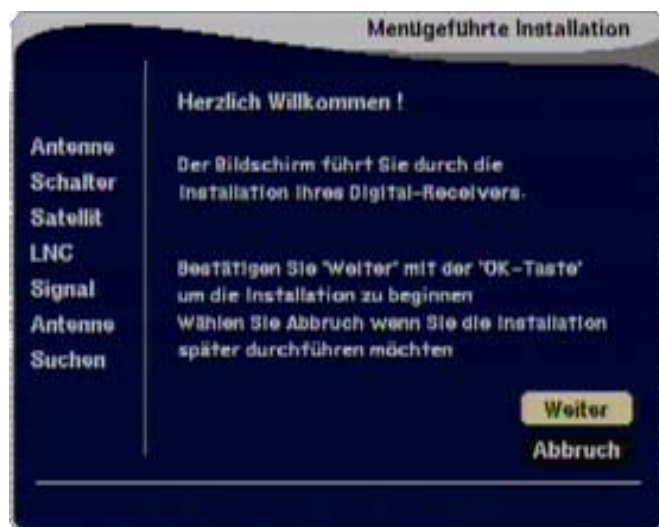 Menügeführte Installation
Herzlich Willkommen !
Antenne
Schalter
Satellit
LNC
Signal
Antenne
Suchen
Der Bildschirm führt Sie durch die
Installation Ihres Digital-Receivers.
Bestätigen Sie 'Weiter' mit der 'OK-Taste'
um die Installation zu beginnen
Wählen Sie Abbruch wenn Sie die Installation
später durchführen möchten
Weiter
Abbruch